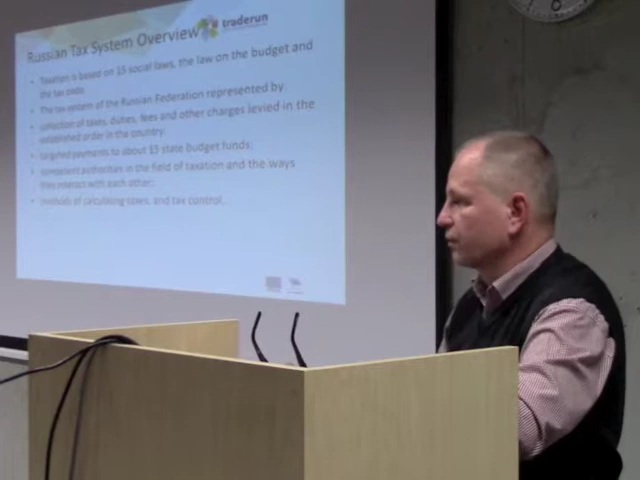 traderun
Russian Tax System Overview
• Taxation is based on 15 social laws, the law on the budget and
the tax code.
• The tax system of the Russian Federation represented by
• collection of taxes, duties, fees and other charges levied in the
established order in the country.
• targeted payments to about 13 state budget funds;
• competent authorities in the field of taxation and the ways
they interact with each other;
• methods of calculating taxes, and tax control.